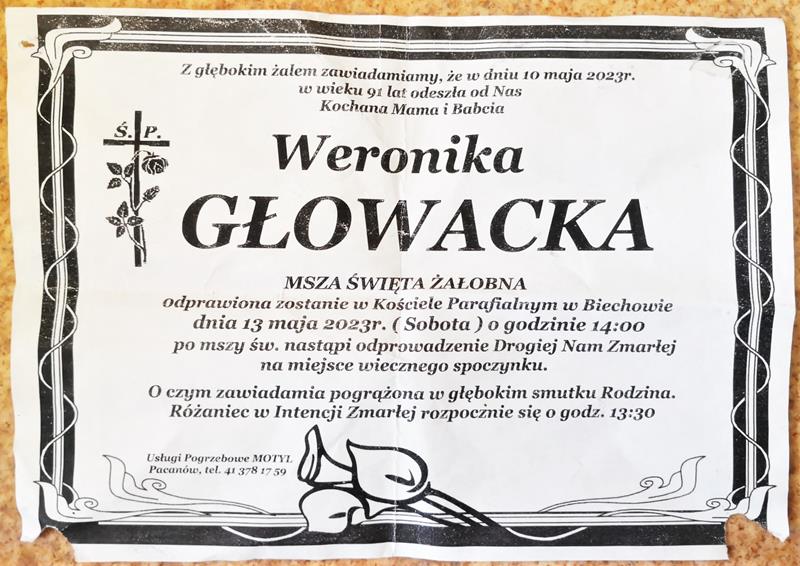 Z głębokim żalem zawiadamiamy, że w dniu 10 maja 2023r.
w wieku 91 lat odeszła od Nas
Kochana Mama i Babcia
Ś. P.
Weronika
GŁOWACKA
MSZA ŚWIĘTA ŻAŁOBNA
odprawiona zostanie w Kościele Parafialnym w Biechowie
dnia 13 maja 2023r. ( Sobota ) o godzinie 14:00
po mszy św. nastąpi odprowadzenie Drogiej Nam Zmarłej
na miejsce wiecznego spoczynku.
O czym zawiadamia pogrążona w głębokim smutku Rodzina.
Różaniec w Intencji Zmarłej rozpocznie się o godz. 13:30
Usługi Pogrzebowe MOTYL
Pacanów, tel. 41 378 17 59